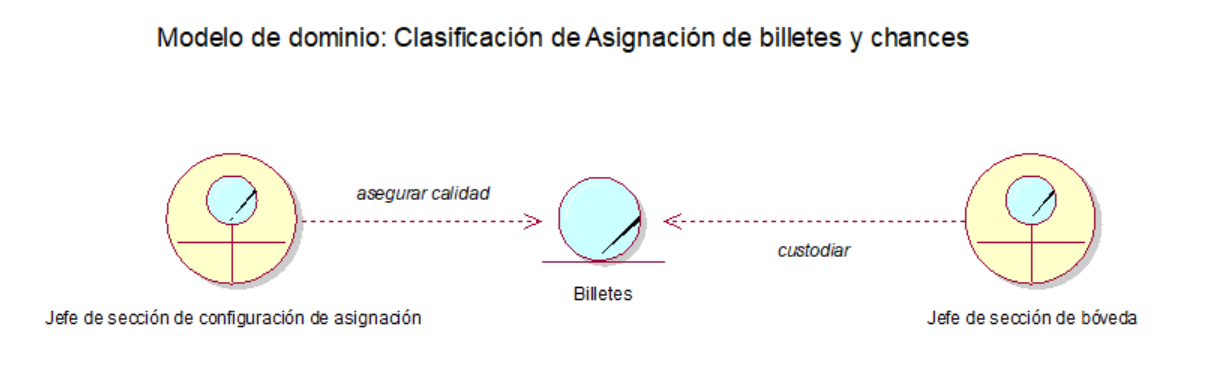 Modelo de dominio: Clasificación de Asignación de billetes y chances
asegurar calidad
custodiar
Billetes
Jefe de sección de configuración de asignación
Jefe de sección de bóveda